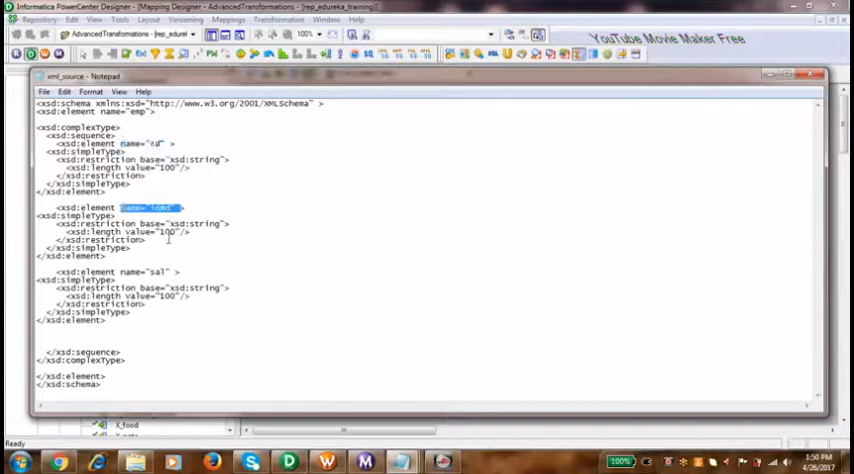 Informatica PowerCenter Designer - [Mapping Designer - AdvancedTransformations - [rep_edureka_training]]
Repository Edit View Tools Layout Versioning Mappings Transformation Window Help
AdvancedTransformations - (rep_edurel 100%
YouTube Movie Maker Free
xml_source - Notepad
File Edit Format View Help
<xsd:schema xmlns:xsd="http://www.w3.org/2001/XMLSchema" >
<xsd:element name="emp">
<xsd:complexType>
<xsd:sequence>
<xsd:element name= >
<xsd:simpleType>
<xsd:restriction base="xsd:string">
<xsd:length value="100"/>
</xsd:restriction>
</xsd:simpleType>
</xsd:element>
<xsd:element name= >
<xsd:simpleType>
<xsd:restriction base="xsd:string">
<xsd:length value="100"/>
</xsd:restriction>
</xsd:simpleType>
</xsd:element>
<xsd:element name="sal" >
<xsd:simpleType>
<xsd:restriction base="xsd:string">
<xsd:length value="100"/>
</xsd:restriction>
</xsd:simpleType>
</xsd:element>
</xsd:sequence>
</xsd:complexType>
</xsd:element>
</xsd:schema>
X_food
Ready
100%
1:50 PM
4/26/2017